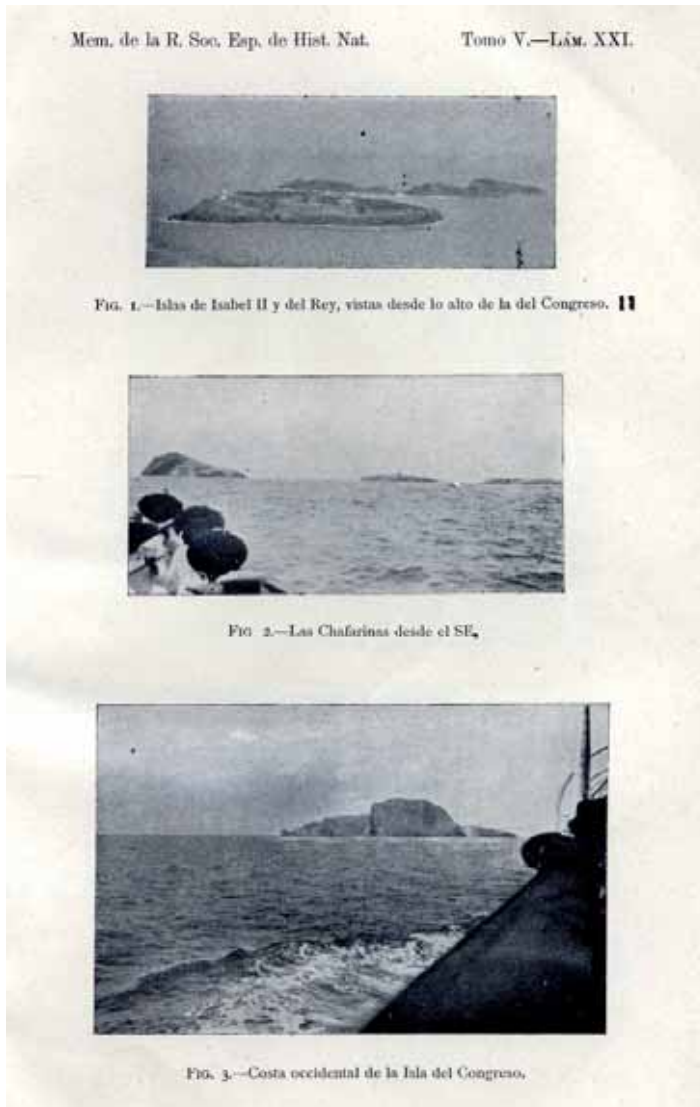 Mem. de la R. Soc. Esp. de Hist. Nat. Tomo V.—LÁM. XXI.
FIG. 1.—Islas de Isabel II y del Rey, vistas desde lo alto de la del Congreso. 11
FIG 2.—Las Chafarinas desde el SE.
FIG. 3.—Costa occidental de la Isla del Congreso.